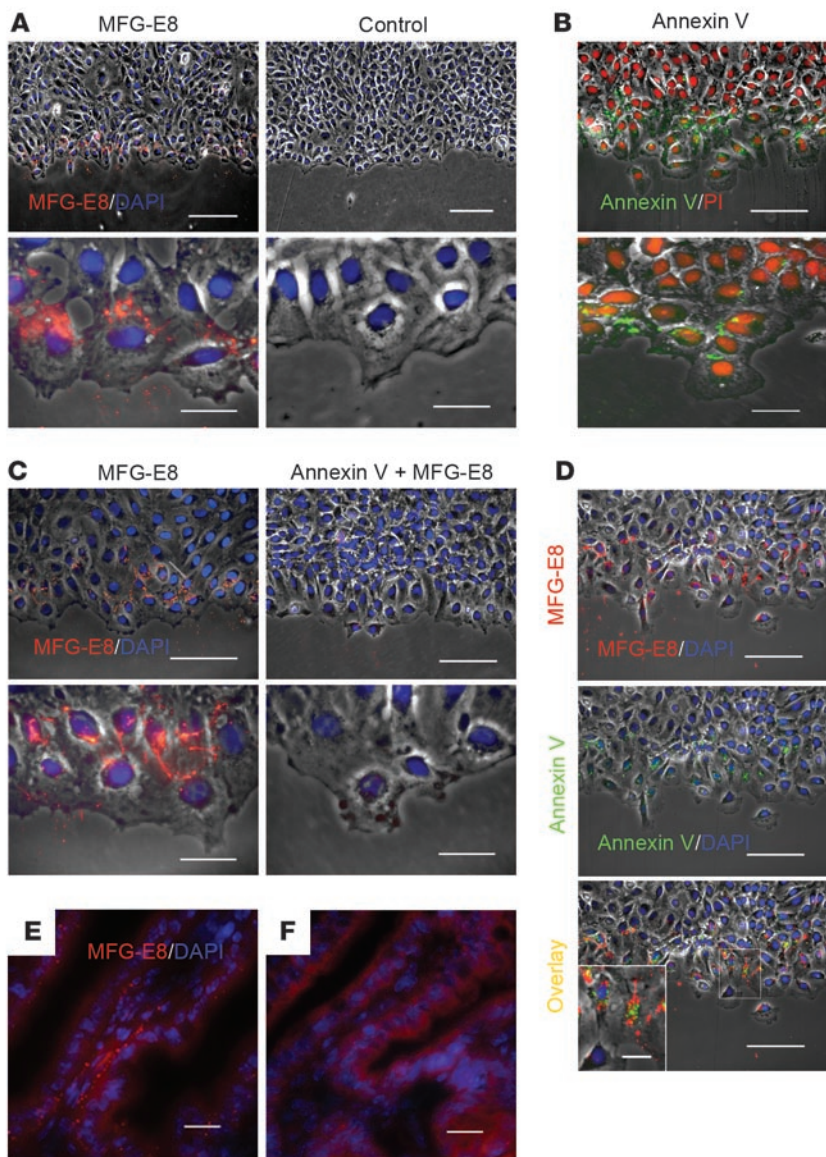 A
MFG-E8
Control
MFG-E8/DAPI
B
Annexin V
Annexin V/PI
C
MFG-E8
Annexin V + MFG-E8
MFG-E8/DAPI
D
MFG-E8
MFG-E8/DAPI
Annexin V
Annexin V/DAPI
Overlay
E
MFG-E8/DAPI
F